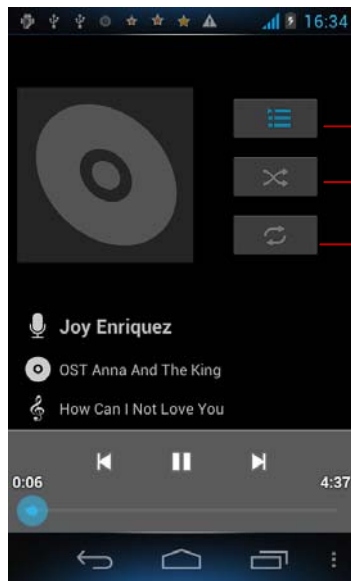 16:34
Joy Enriquez
OST Anna And The King
How Can I Not Love You
0:06
4:37